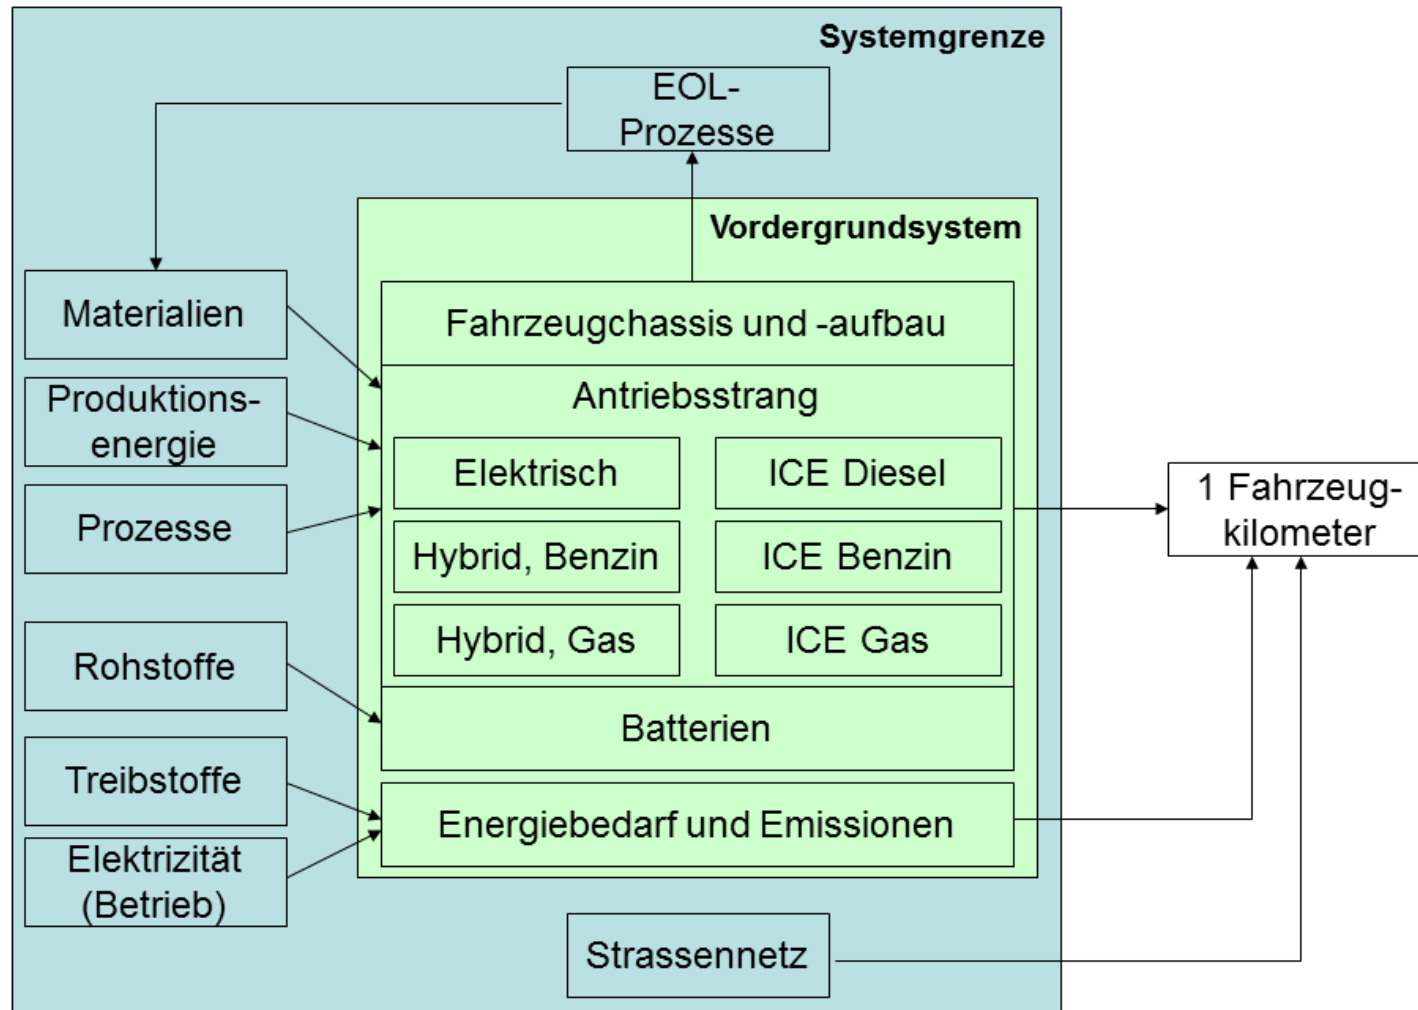 Systemgrenze
EOL-
Prozesse
Vordergrundsystem
Materialien
Produktions-
energie
Prozesse
Rohstoffe
Treibstoffe
Elektrizität
(Betrieb)
Fahrzeugchassis und -aufbau
Antriebsstrang
Elektrisch
ICE Diesel
Hybrid, Benzin
ICE Benzin
Hybrid, Gas
ICE Gas
Batterien
Energiebedarf und Emissionen
1 Fahrzeug-
kilometer
Strassennetz